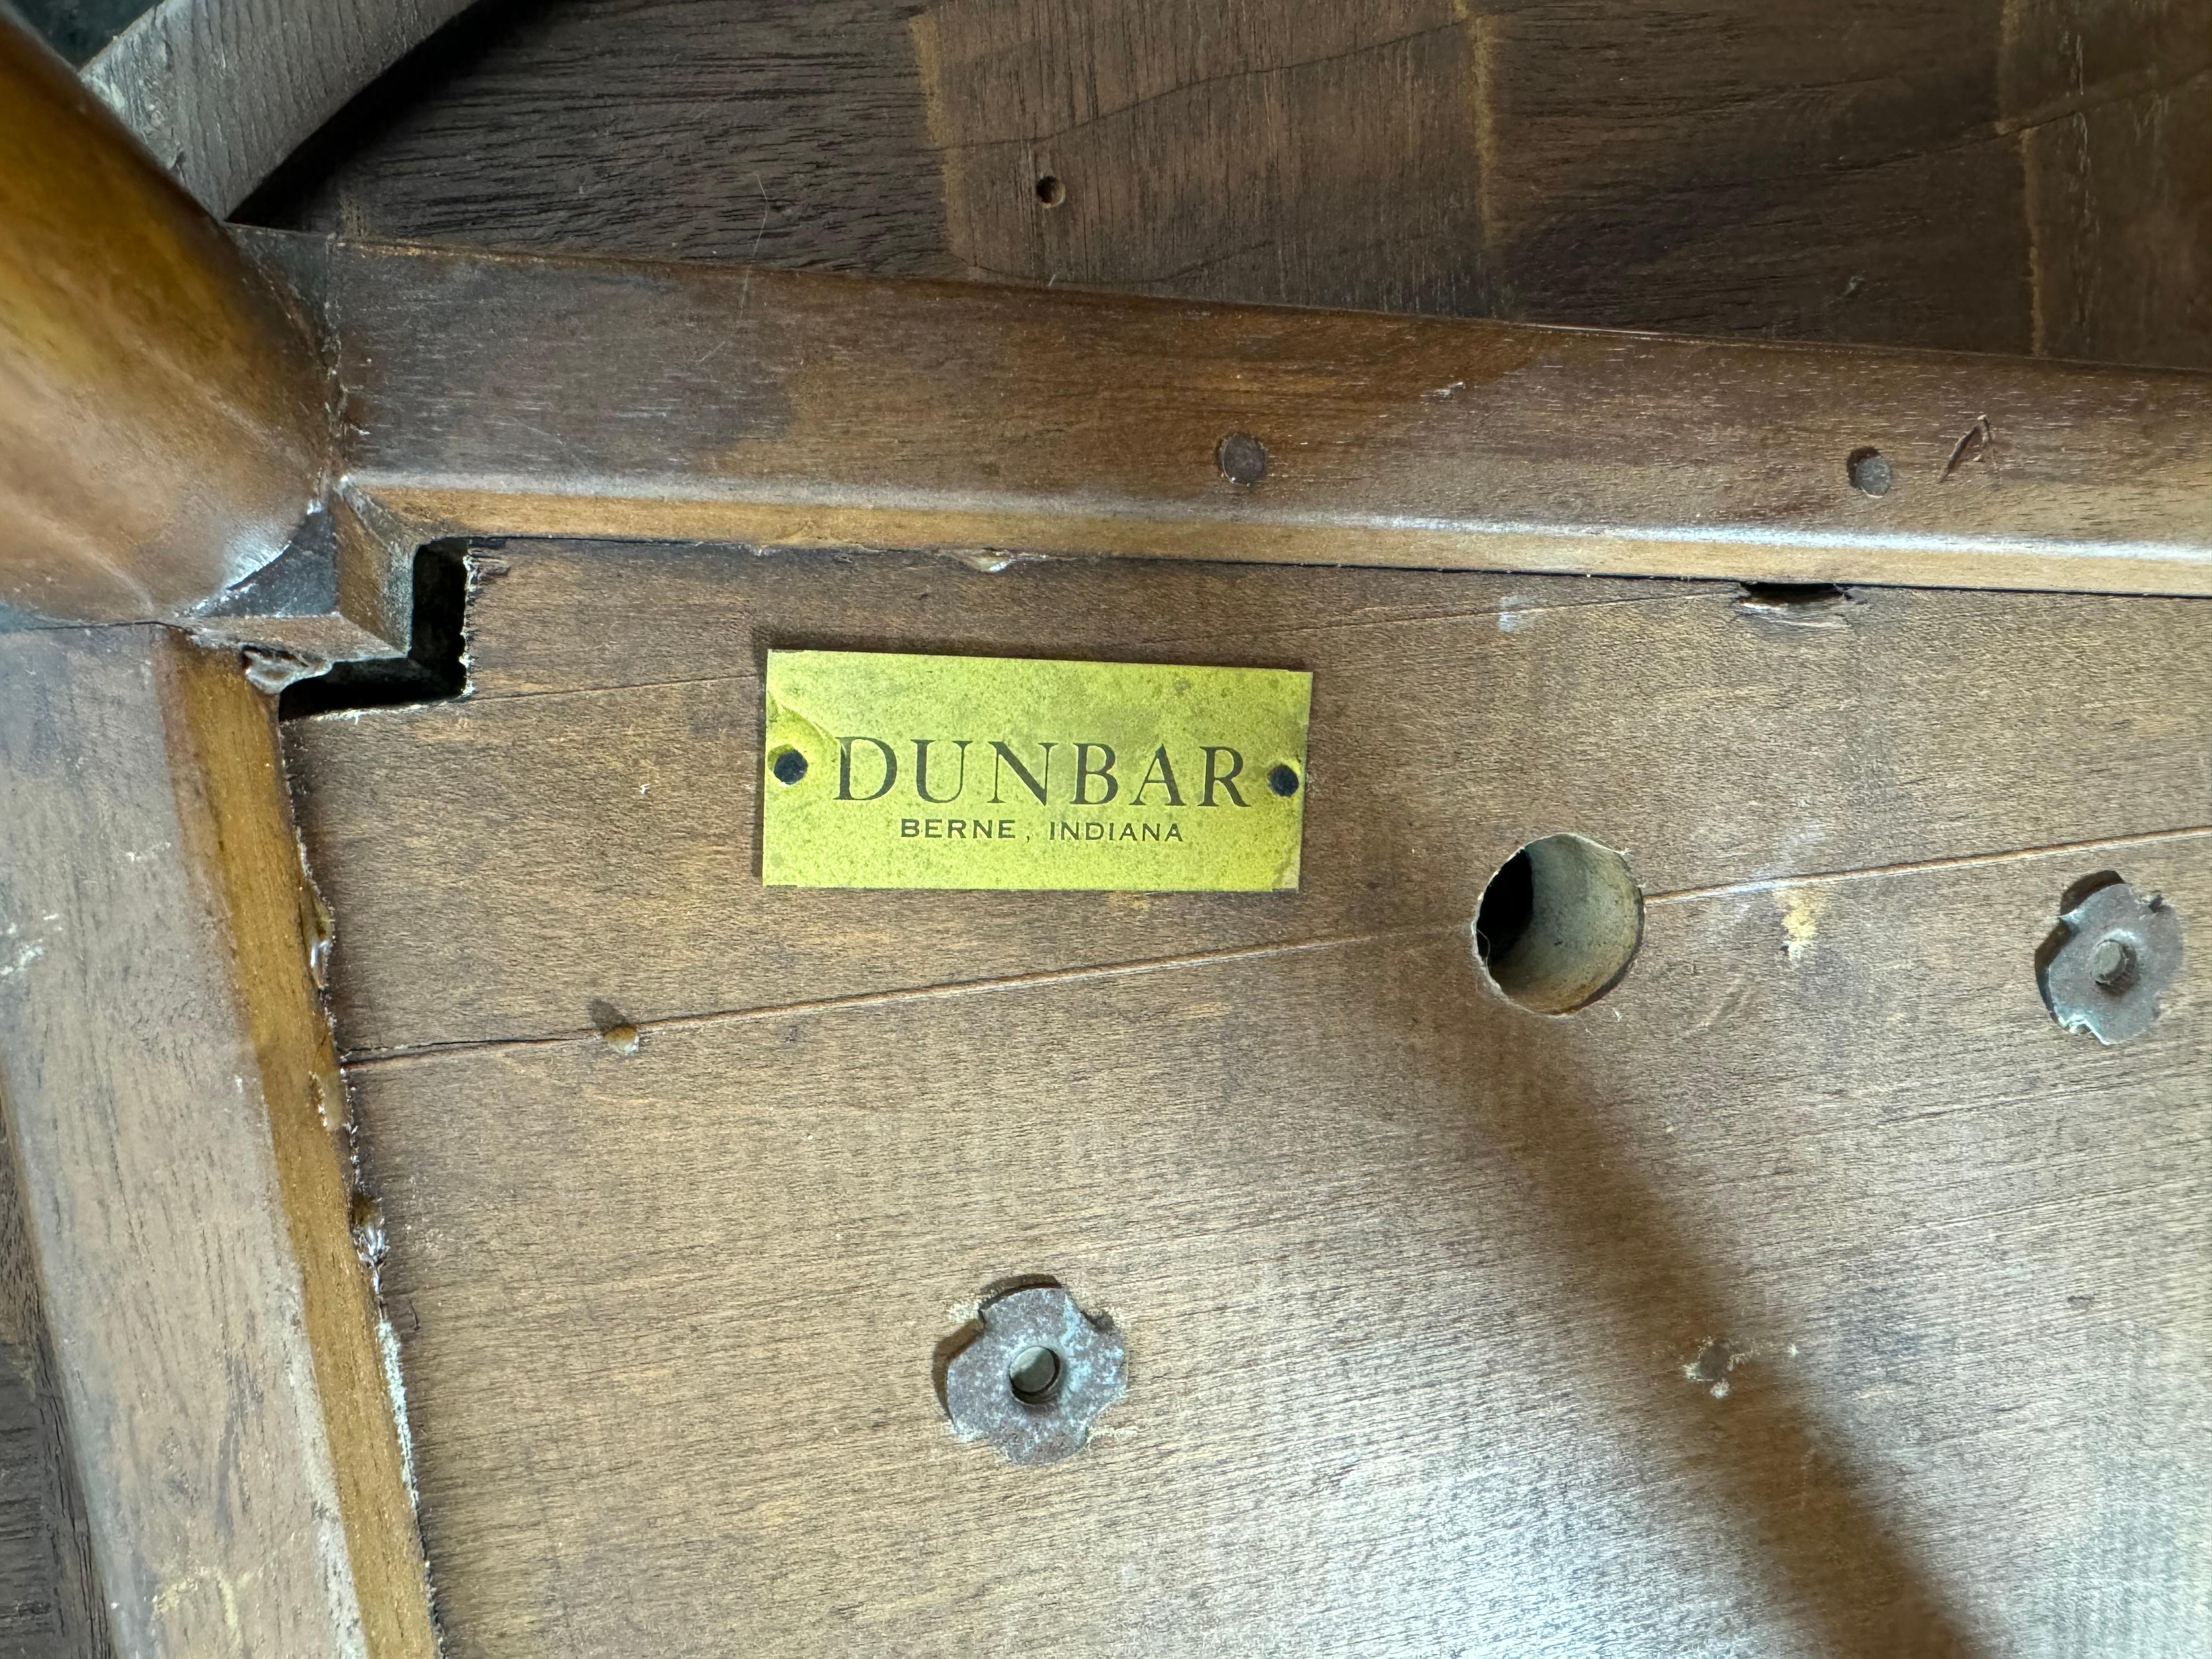 DUNBAR
BERNE, INDIANA